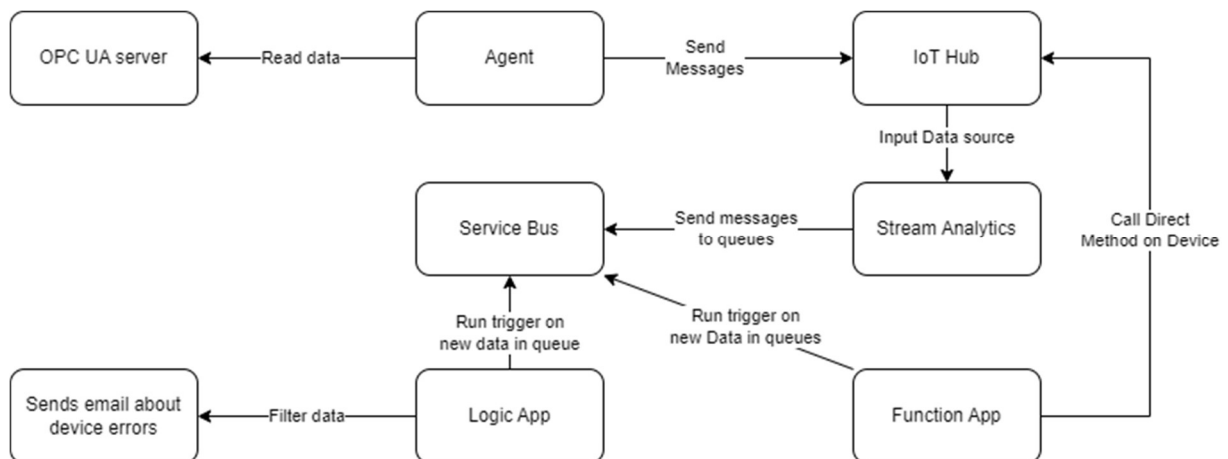 OPC UA server
Read data
Agent
Send
Messages
IoT Hub
Input Data source
Service Bus
Send messages
to queues
Stream Analytics
Call Direct
Method on Device
Run trigger on
new data in queue
Run trigger on
new Data in queues
Sends email about
device errors
Filter data
Logic App
Function App